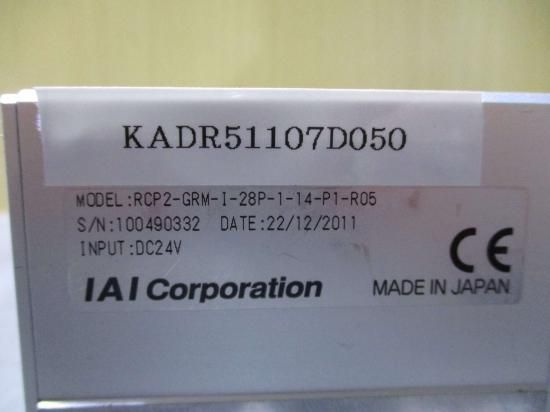 KADR51107D050
MODEL:RCP2-GRM-I-28P-1-14-P1-R05
S/N:100490332 DATE:22/12/2011
INPUT:DC24V
CE
IAI Corporation MADE IN JAPAN